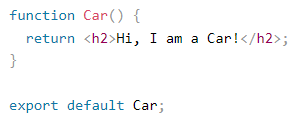 function Car() {
  return <h2>Hi, I am a Car!</h2>;
}

export default Car;